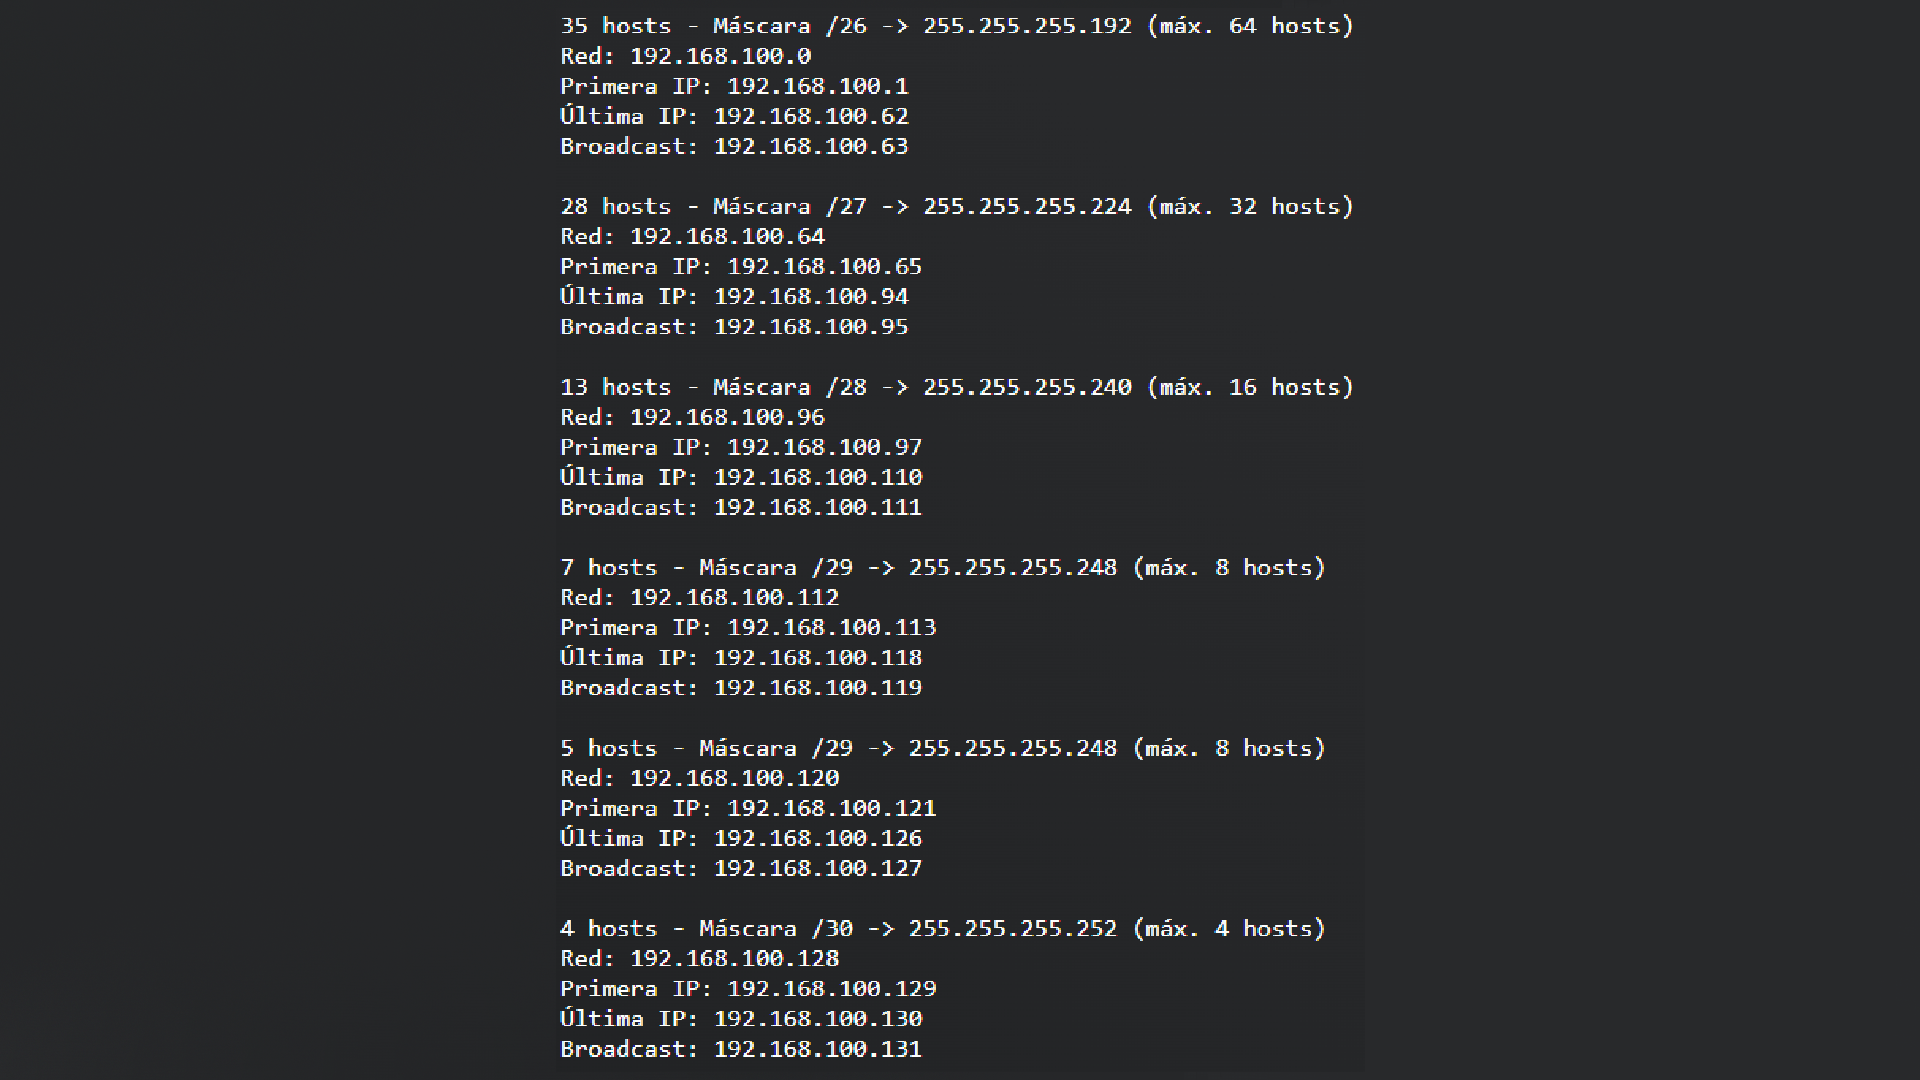 35 hosts - Máscara /26 -> 255.255.255.192 (máx. 64 hosts)
Red: 192.168.100.0
Primera IP: 192.168.100.1
Última IP: 192.168.100.62
Broadcast: 192.168.100.63
28 hosts - Máscara /27 -> 255.255.255.224 (máx. 32 hosts)
Red: 192.168.100.64
Primera IP: 192.168.100.65
Última IP: 192.168.100.94
Broadcast: 192.168.100.95
13 hosts - Máscara /28 -> 255.255.255.240 (máx. 16 hosts)
Red: 192.168.100.96
Primera IP: 192.168.100.97
Última IP: 192.168.100.110
Broadcast: 192.168.100.111
7 hosts - Máscara /29 -> 255.255.255.248 (máx. 8 hosts)
Red: 192.168.100.112
Primera IP: 192.168.100.113
Última IP: 192.168.100.118
Broadcast: 192.168.100.119
5 hosts - Máscara /29 -> 255.255.255.248 (máx. 8 hosts)
Red: 192.168.100.120
Primera IP: 192.168.100.121
Última IP: 192.168.100.126
Broadcast: 192.168.100.127
4 hosts - Máscara /30 -> 255.255.255.252 (máx. 4 hosts)
Red: 192.168.100.128
Primera IP: 192.168.100.129
Última IP: 192.168.100.130
Broadcast: 192.168.100.131